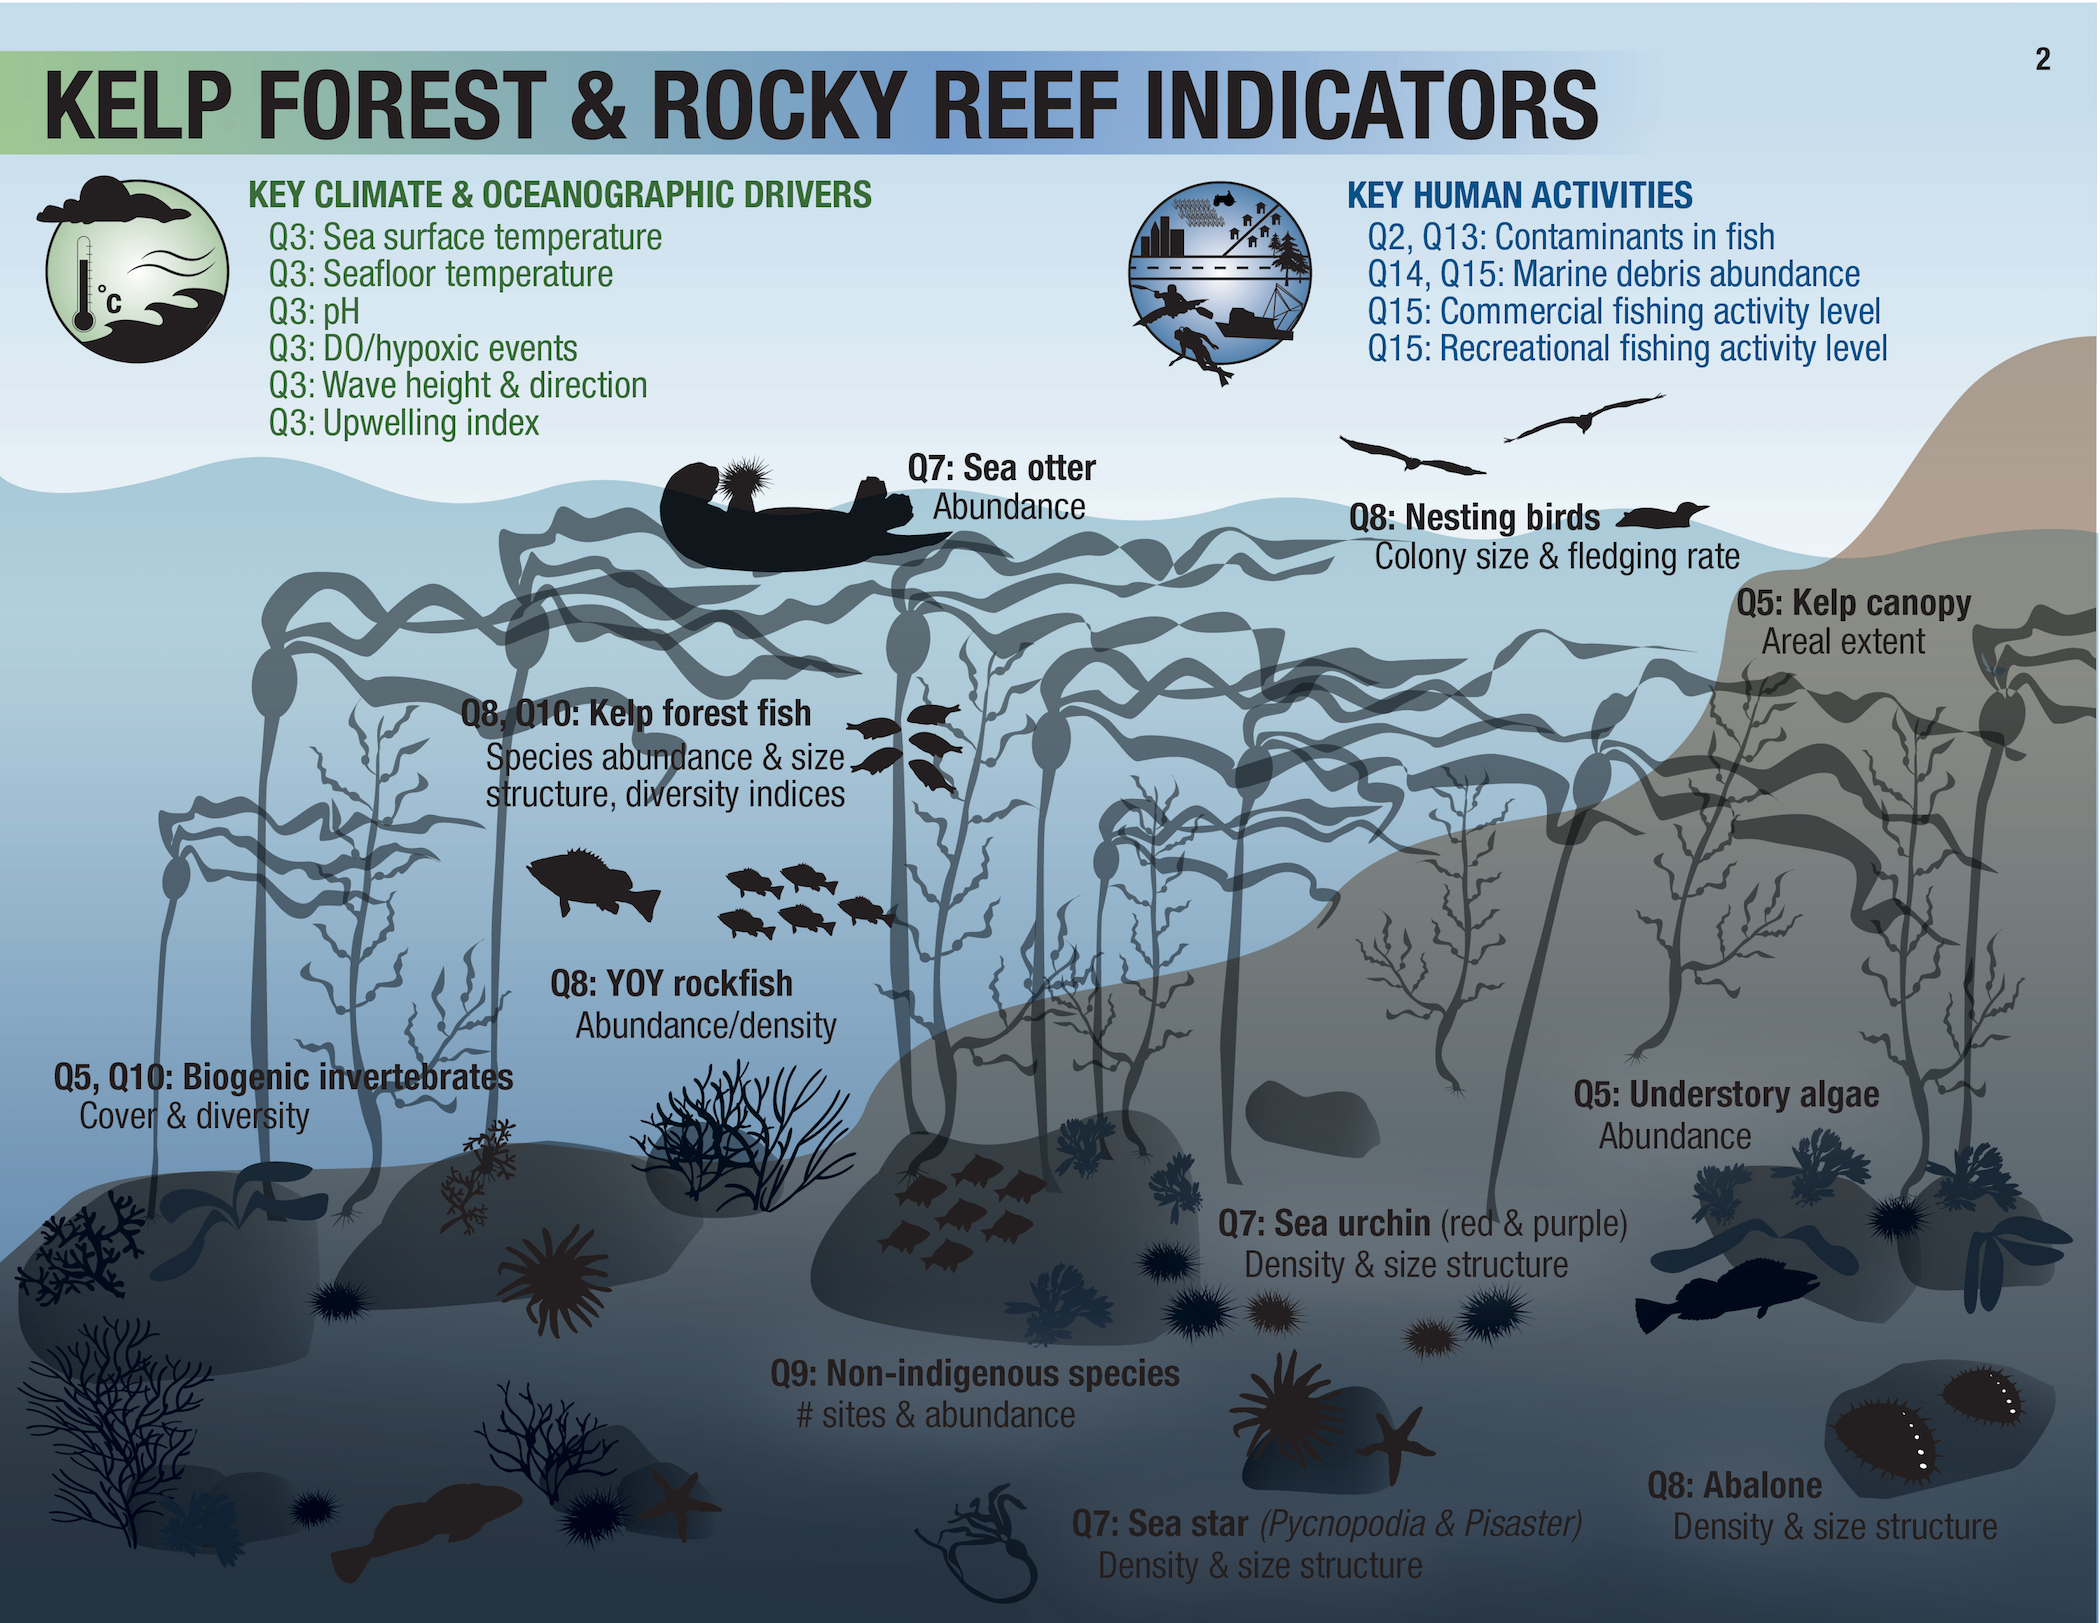 2
KELP FOREST & ROCKY REEF INDICATORS
KEY CLIMATE & OCEANOGRAPHIC DRIVERS
Q3: Sea surface temperature
Q3: Seafloor temperature
Q3: pH
Q3: DO/hypoxic events
Q3: Wave height & direction
Q3: Upwelling index
°C
KEY HUMAN ACTIVITIES
Q2, Q13: Contaminants in fish
Q14, Q15: Marine debris abundance
Q15: Commercial fishing activity level
Q15: Recreational fishing activity level
Q7: Sea otter
Abundance
Q8: Nesting birds
Colony size & fledging rate
Q5: Kelp canopy
Areal extent
Q8, Q10: Kelp forest fish
Species abundance & size
structure, diversity indices
Q8: YOY rockfish
Abundance/density
Q5, Q10: Biogenic invertebrates
Cover & diversity
Q5: Understory algae
Abundance
Q7: Sea urchin (red & purple)
Density & size structure
Q9: Non-indigenous species
# sites & abundance
Q8: Abalone
Density & size structure
Q7: Sea star (Pycnopodia & Pisaster)
Density & size structure